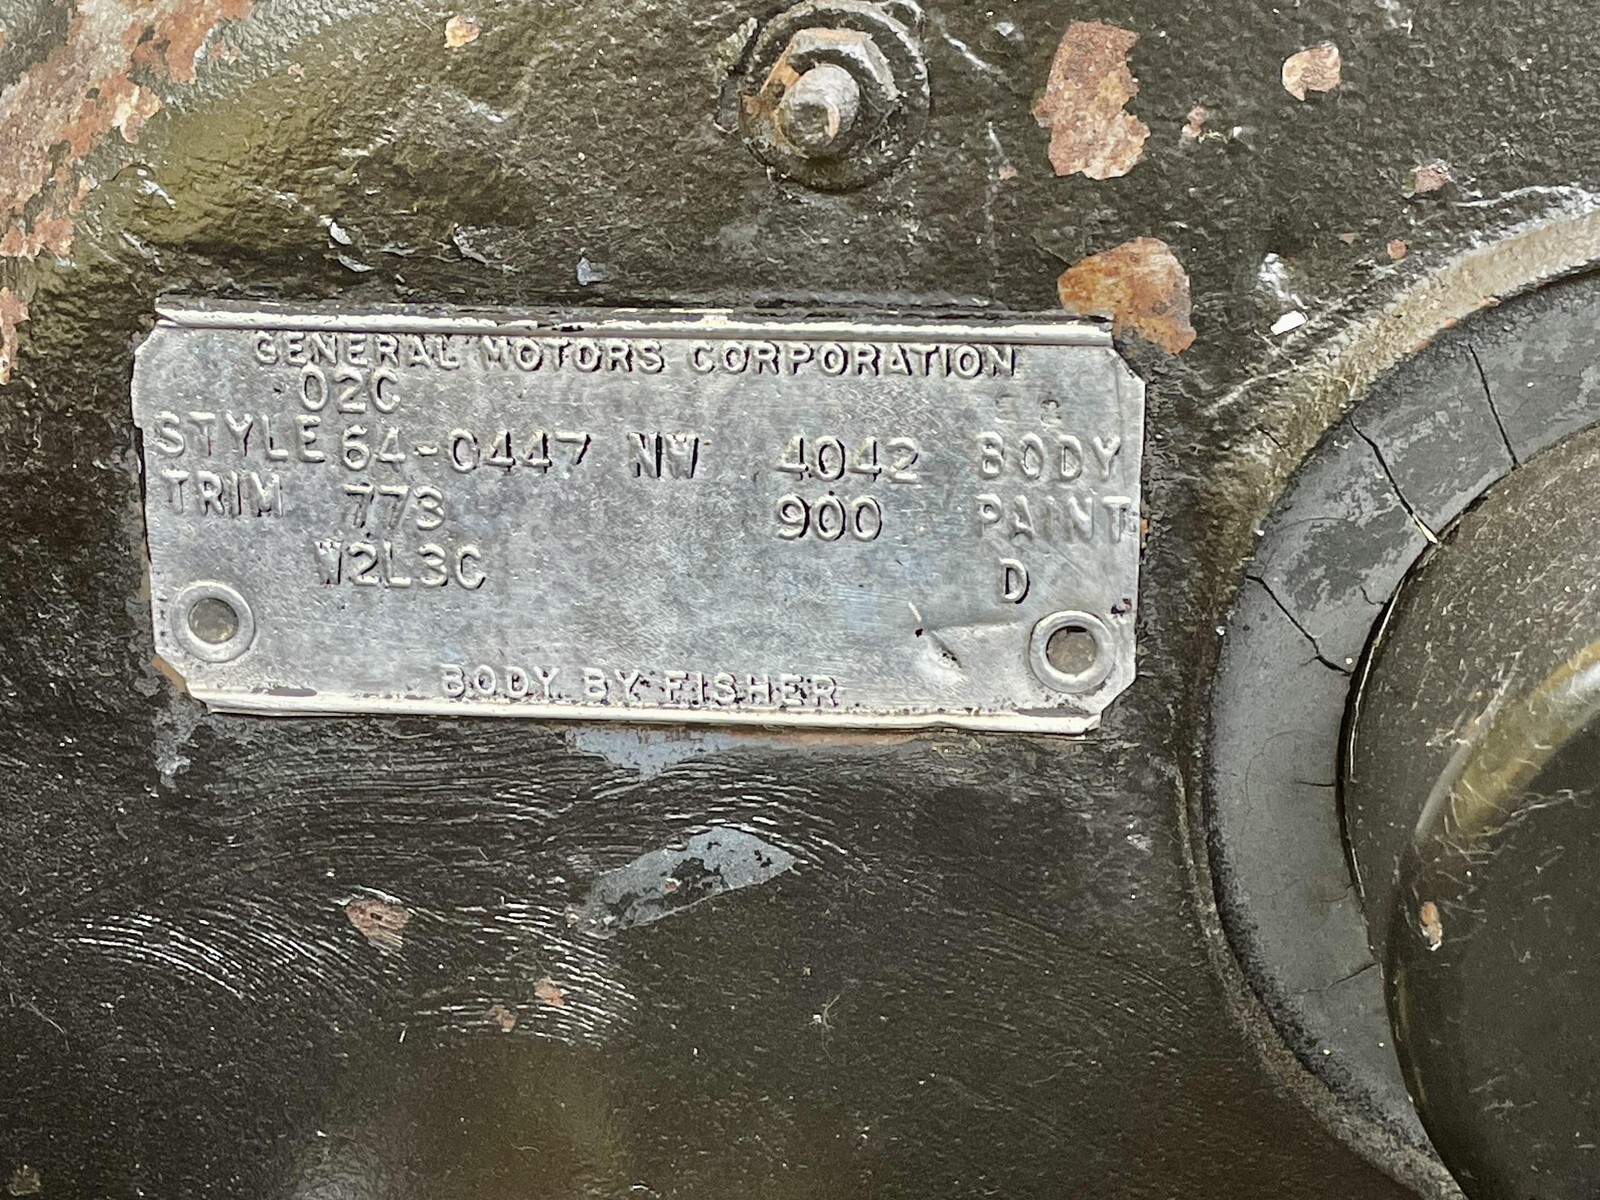 GENERAL MOTORS CORPORATION
02C
STYLE 64-0447 NW 4042 BODY
TRIM 773 900 PAINT
W2L3C D
BODY BY FISHER